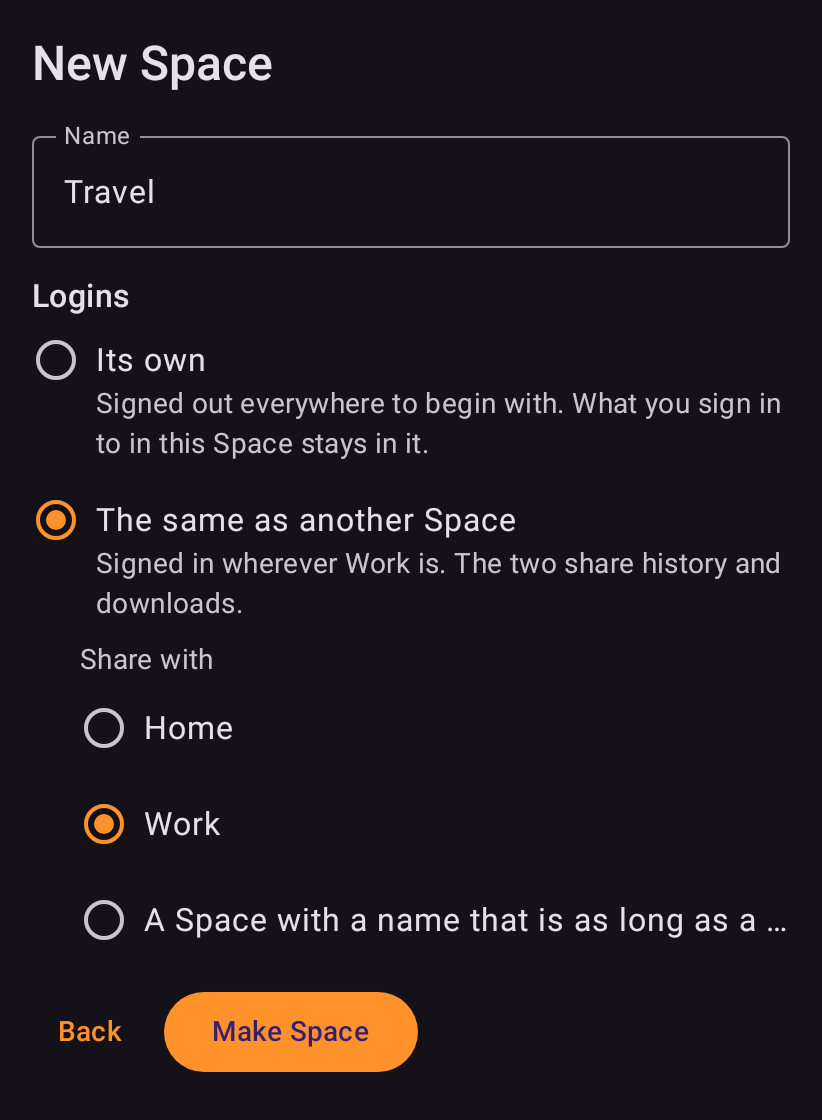 New Space
Name
Travel
Logins
Its own
Signed out everywhere to begin with. What you sign in
to in this Space stays in it.
The same as another Space
Signed in wherever Work is. The two share history and
downloads.
Share with
Home
Work
A Space with a name that is as long as a …
Back
Make Space